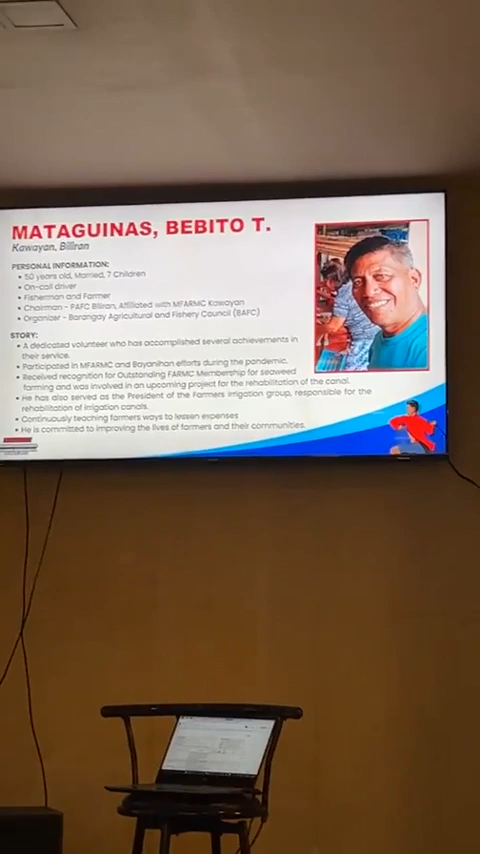 MATAGUINAS, BEBITO T.
Kawayan, Biliran
PERSONAL INFORMATION:
• 50 years old, Married, 7 Children
• On-call driver
• Fisherman and Farmer
• Chairman - PAFC Biliran, Affiliated with MFARMC Kawayan
• Organizer - Barangay Agricultural and Fishery Council (BAFC)
STORY:
• A dedicated volunteer who has accomplished several achievements in
their service.
• Participated in MFARMC and Bayanihan efforts during the pandemic.
• Received recognition for Outstanding FARMC Membership for seaweed
farming and was involved in an upcoming project for the rehabilitation of the canal.
• He has also served as the President of the Farmers Irrigation group, responsible for the
rehabilitation of irrigation canals.
• Continuously teaching farmers ways to lessen expenses
• He is committed to improving the lives of farmers and their communities.